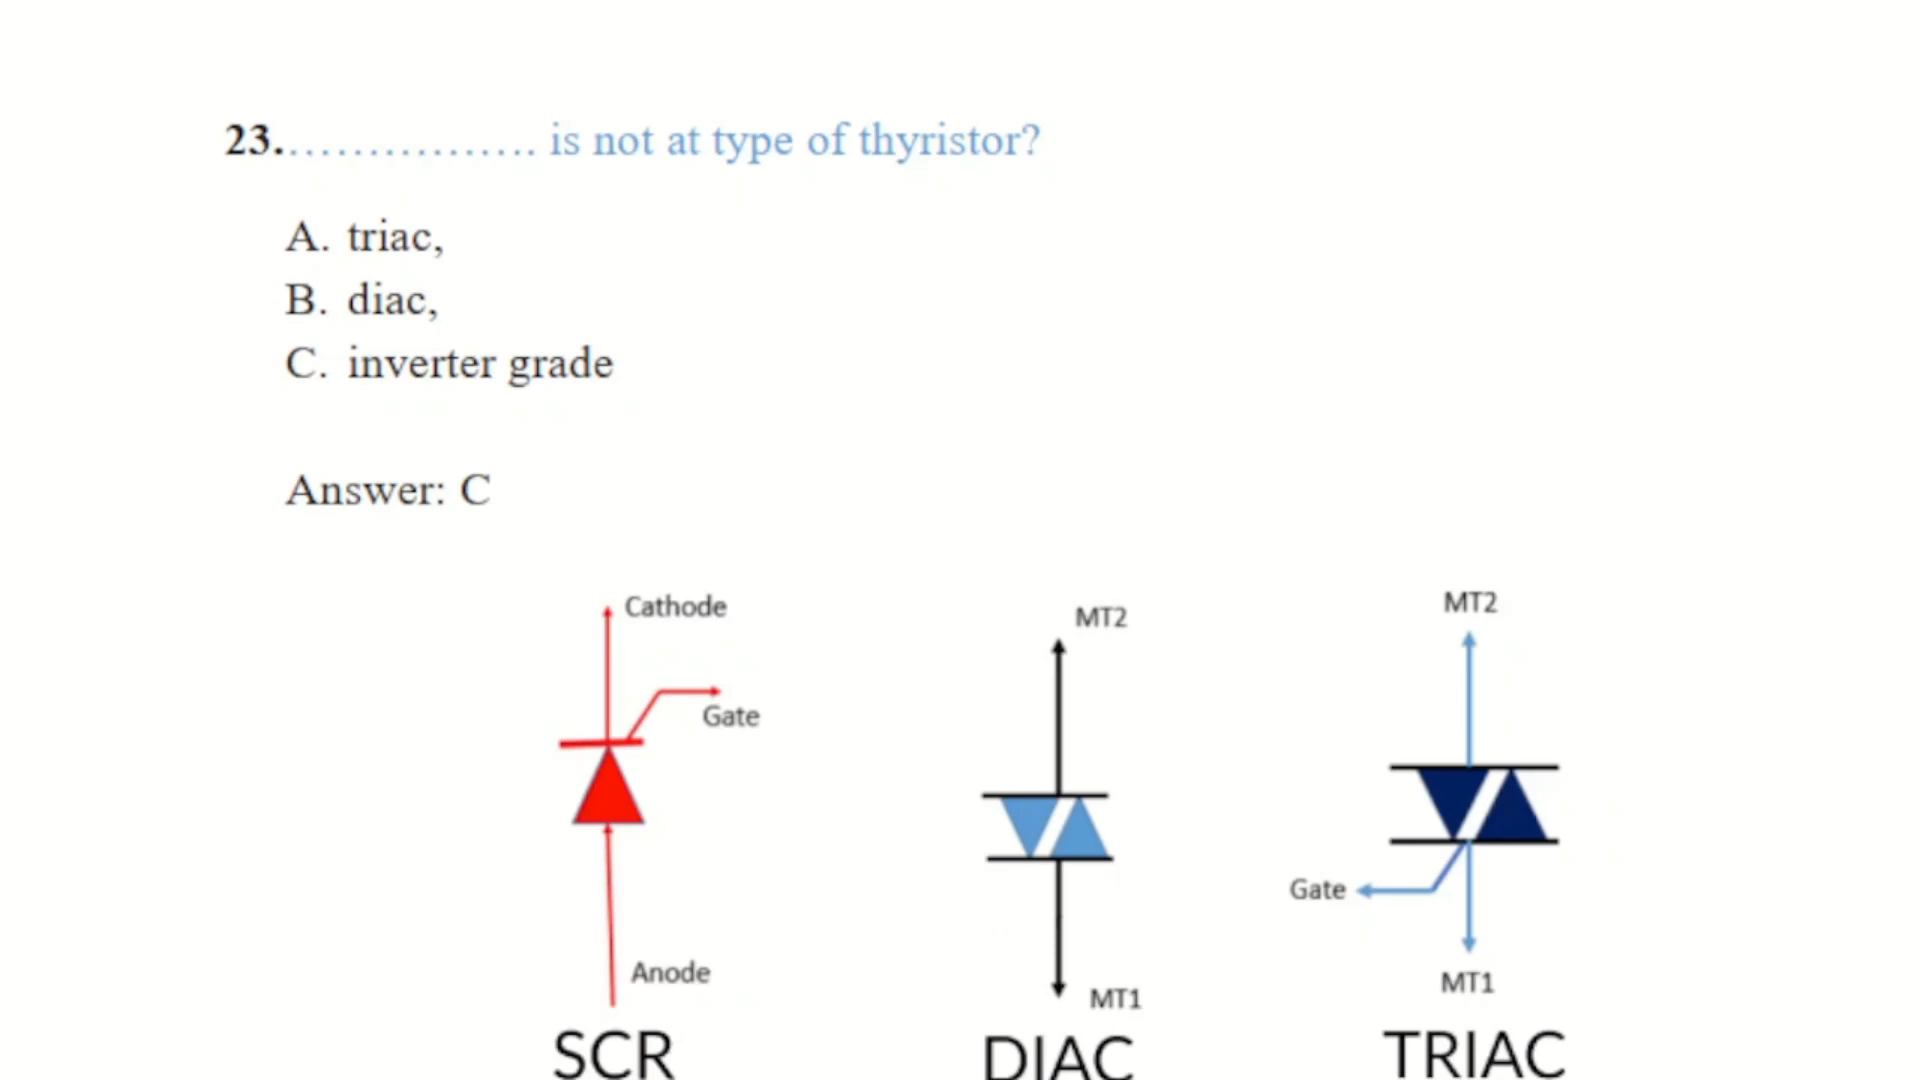 23................. is not at type of thyristor?
A. triac,
B. diac,
C. inverter grade
Answer: C
Cathode
Gate
Anode
SCR
MT2
MT1
DIAC
MT2
Gate
MT1
TRIAC